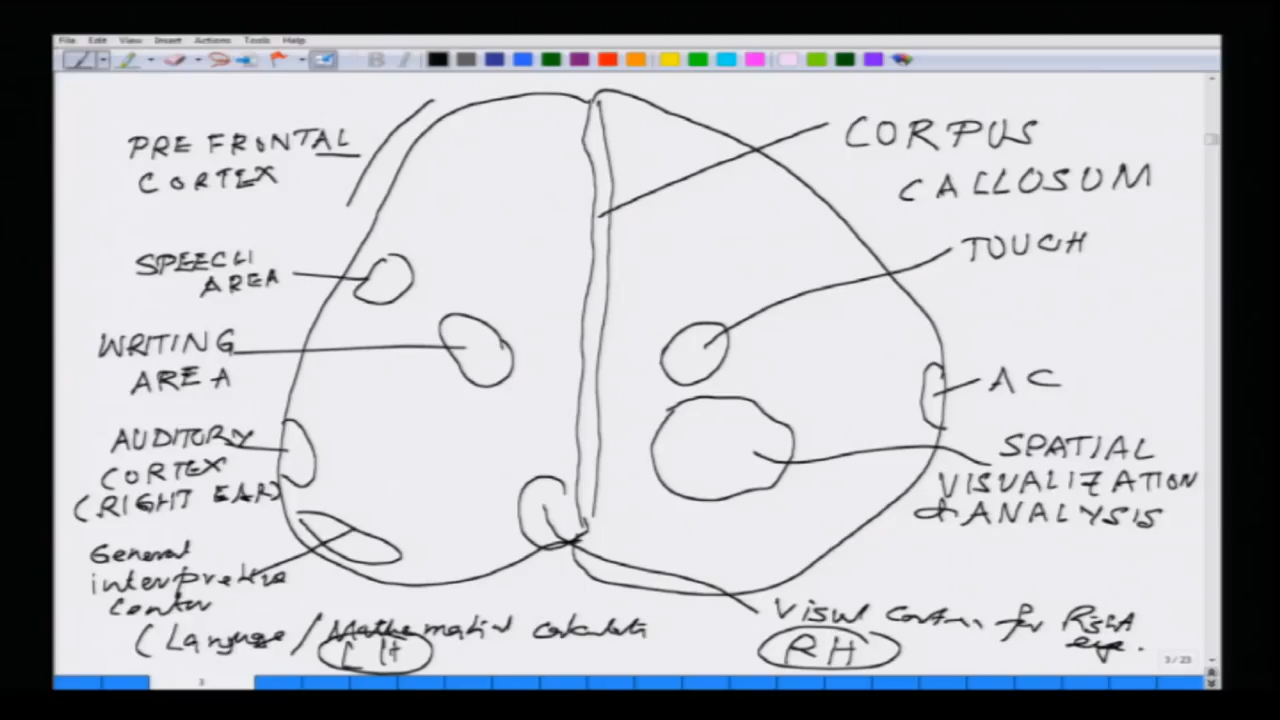 File Edit View Insert Actions Tools Help
PRE FRONTAL
CORTEX
SPEECH
AREA
WRITING
AREA
AUDITORY
CORTEX
(RIGHT EAR)
General
interpretive
Center
(Language / Mathematical calculati
LH
CORPUS
CALLOSUM
TOUCH
AC
SPATIAL
VISUALIZATION
& ANALYSIS
Visual for Right
eye.
RH
3 / 23
3